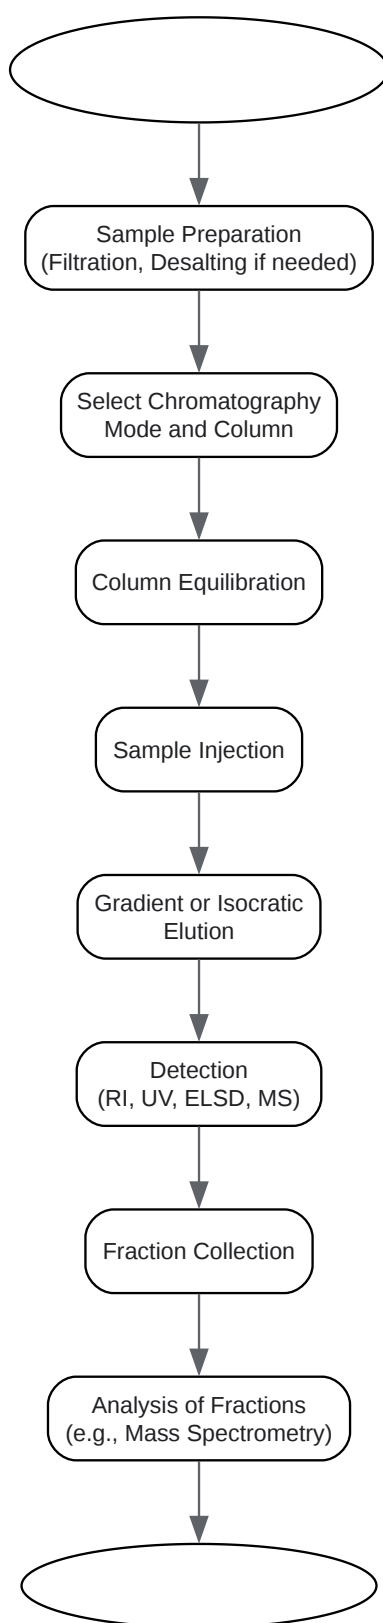 Sample Preparation
(Filtration, Desalting if needed)
Select Chromatography
Mode and Column
Column Equilibration
Sample Injection
Gradient or Isocratic
Elution
Detection
(RI, UV, ELSD, MS)
Fraction Collection
Analysis of Fractions
(e.g., Mass Spectrometry)